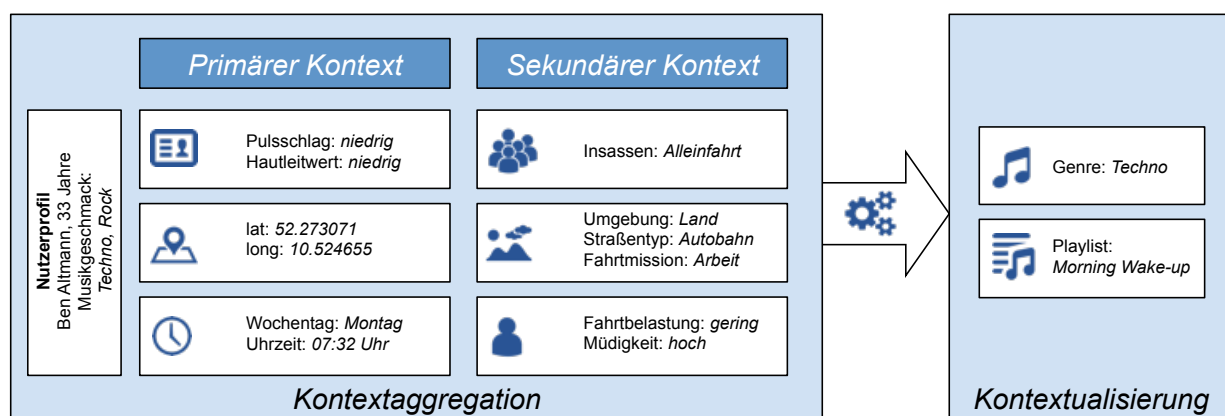 Primärer Kontext
Sekundärer Kontext
Nutzerprofil
Ben Altmann, 33 Jahre
Musikgeschmack:
Techno, Rock
Pulsschlag: niedrig
Hautleitwert: niedrig
Insassen: Alleinfahrt
lat: 52.273071
long: 10.524655
Umgebung: Land
Straßentyp: Autobahn
Fahrtmission: Arbeit
Wochentag: Montag
Uhrzeit: 07:32 Uhr
Fahrtbelastung: gering
Müdigkeit: hoch
Kontextaggregation
Genre: Techno
Playlist:
Morning Wake-up
Kontextualisierung